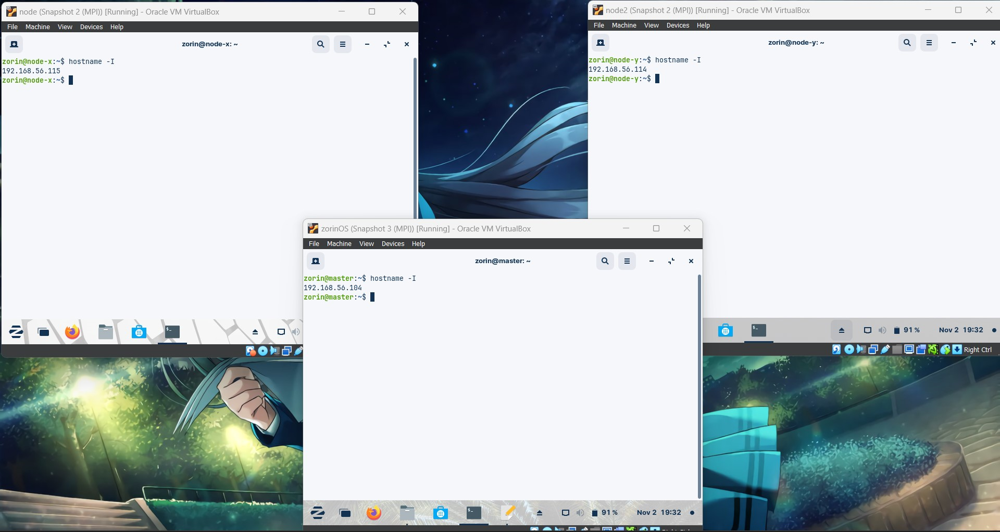 node (Snapshot 2 (MPI)) [Running] - Oracle VM VirtualBox
File Machine View Devices Help
zorin@node-x: ~
zorin@node-x:~$ hostname -I
192.168.56.115
zorin@node-x:~$
node2 (Snapshot 2 (MPI)) [Running] - Oracle VM VirtualBox
File Machine View Devices Help
zorin@node-y: ~
zorin@node-y:~$ hostname -I
192.168.56.114
zorin@node-y:~$
91 % Nov 2 19:32
Right Ctrl
zorinOS (Snapshot 3 (MPI)) [Running] - Oracle VM VirtualBox
File Machine View Devices Help
zorin@master: ~
zorin@master:~$ hostname -I
192.168.56.104
zorin@master:~$
91 % Nov 2 19:32